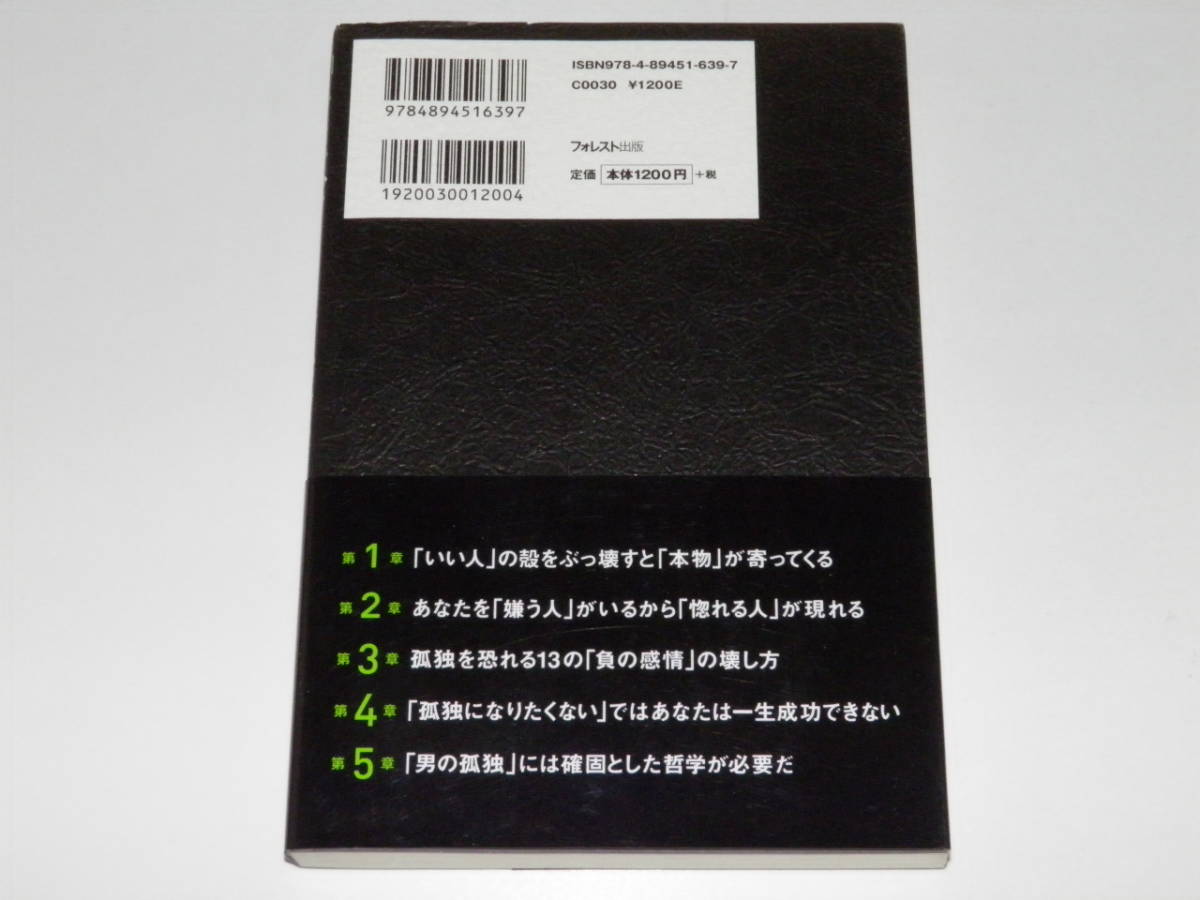 ISBN978-4-89451-639-7
C0030 ¥1200E
9784894516397
フォレスト出版
定価 本体1200円 +税
1920030012004
第1章 「いい人」の殻をぶっ壊すと「本物」が寄ってくる
第2章 あなたを「嫌う人」がいるから「惚れる人」が現れる
第3章 孤独を恐れる13の「負の感情」の壊し方
第4章 「孤独になりたくない」ではあなたは一生成功できない
第5章 「男の孤独」には確固とした哲学が必要だ